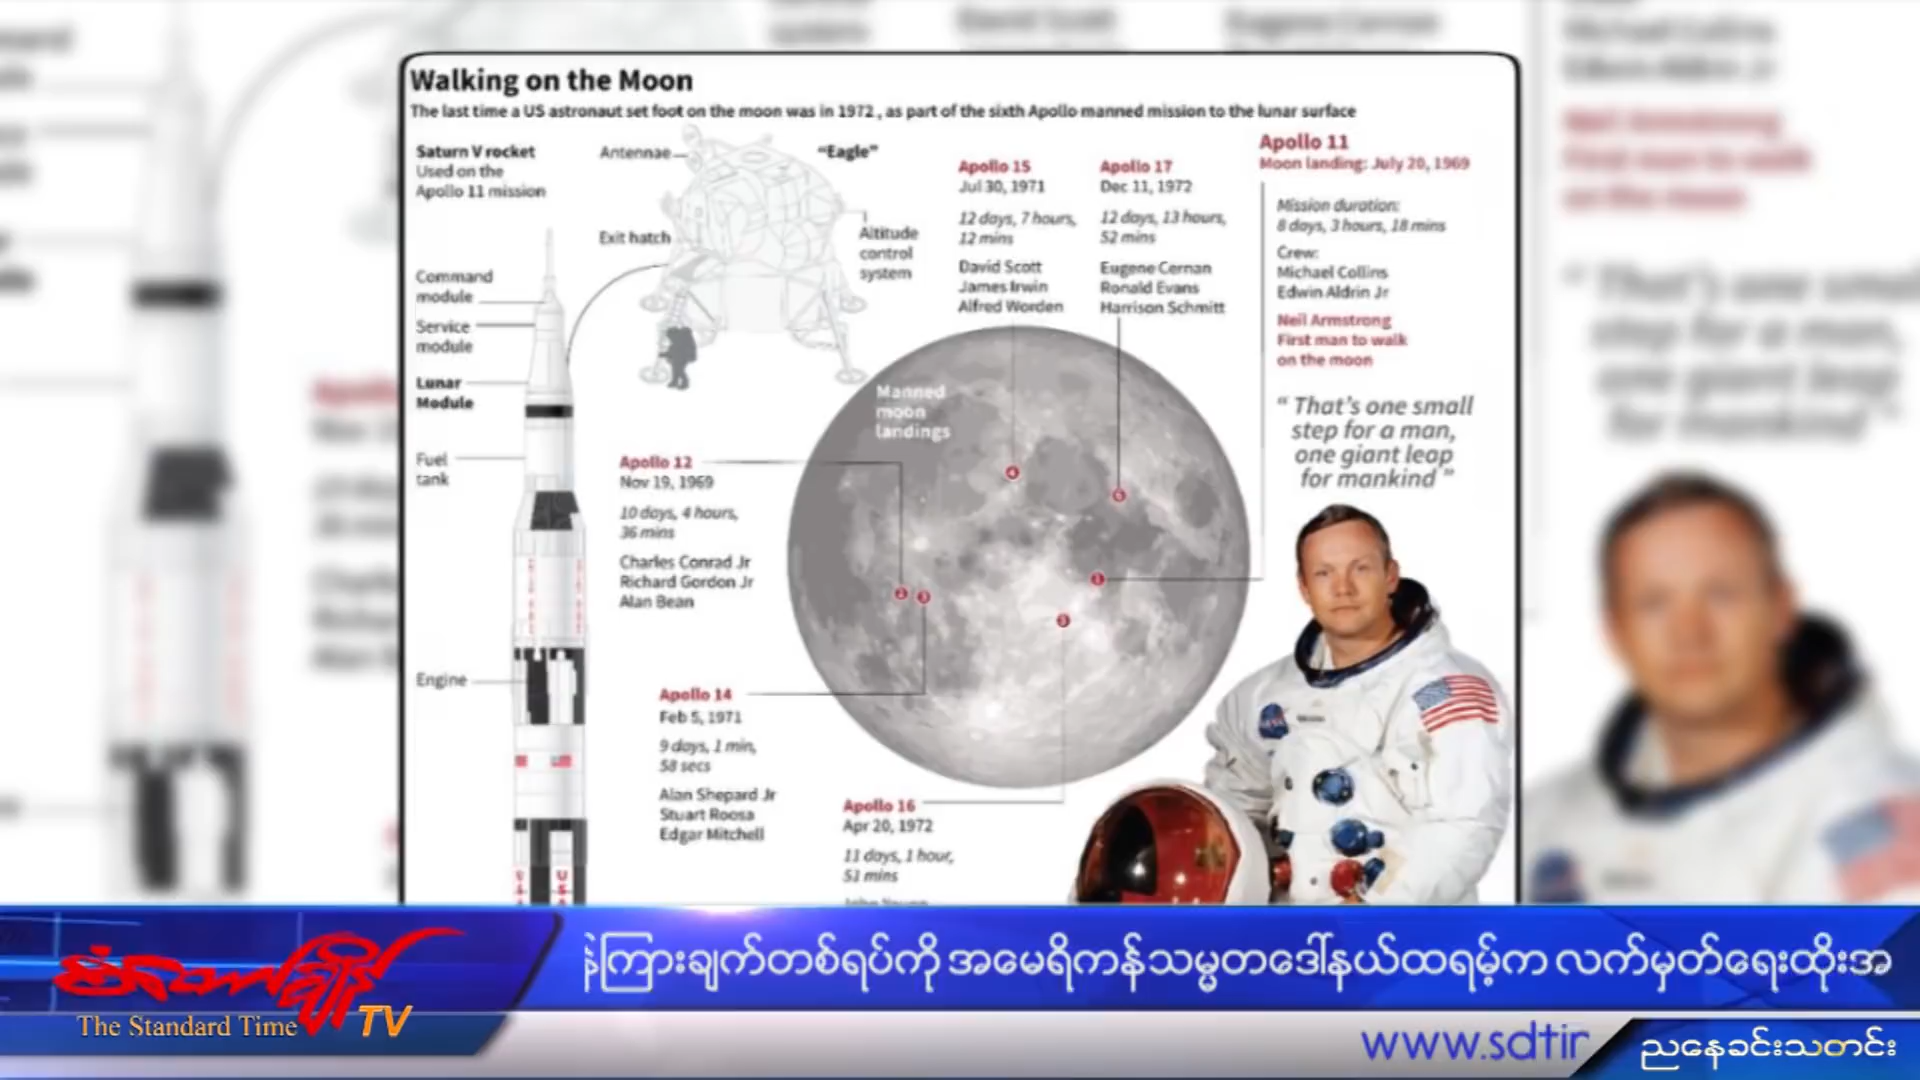 Walking on the Moon
The last time a US astronaut set foot on the moon was in 1972 , as part of the sixth Apollo manned mission to the lunar surface
Saturn V rocket
Used on the
Apollo 11 mission
Command
module
Service
module
Lunar
Module
Fuel
tank
Engine
Antennae
"Eagle"
Exit hatch
Altitude
control
system
Apollo 15
Jul 30, 1971
12 days, 7 hours,
12 mins
David Scott
James Irwin
Alfred Worden
Apollo 17
Dec 11, 1972
12 days, 13 hours,
52 mins
Eugene Cernan
Ronald Evans
Harrison Schmitt
Apollo 11
Moon landing: July 20, 1969
Mission duration:
8 days, 3 hours, 18 mins
Crew:
Michael Collins
Edwin Aldrin Jr
Neil Armstrong
First man to walk
on the moon
“ That's one small
step for a man,
one giant leap
for mankind ”
Manned
moon
landings
Apollo 12
Nov 19, 1969
10 days, 4 hours,
36 mins
Charles Conrad Jr
Richard Gordon Jr
Alan Bean
Apollo 14
Feb 5, 1971
9 days, 1 min,
58 secs
Alan Shepard Jr
Stuart Roosa
Edgar Mitchell
Apollo 16
Apr 20, 1972
11 days, 1 hour,
51 mins
John Young
န်ကြားချက်တစ်ရပ်ကို အမေရိကန်သမ္မတဒေါ်နယ်ထရမ့်က လက်မှတ်ရေးထိုးအ
စံတော်ချိန်
The Standard Time TV
www.sdtin
ညနေခင်းသတင်း